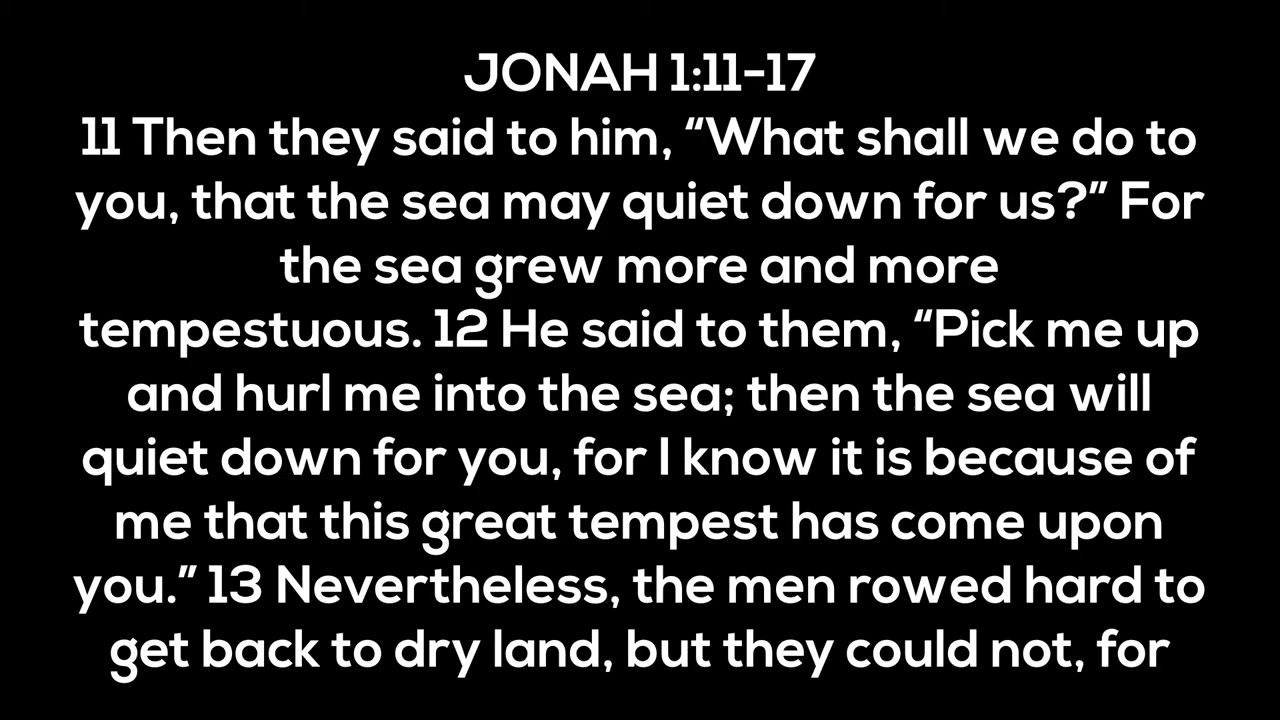 JONAH 1:11-17
11 Then they said to him, “What shall we do to
you, that the sea may quiet down for us?” For
the sea grew more and more
tempestuous. 12 He said to them, “Pick me up
and hurl me into the sea; then the sea will
quiet down for you, for I know it is because of
me that this great tempest has come upon
you.” 13 Nevertheless, the men rowed hard to
get back to dry land, but they could not, for